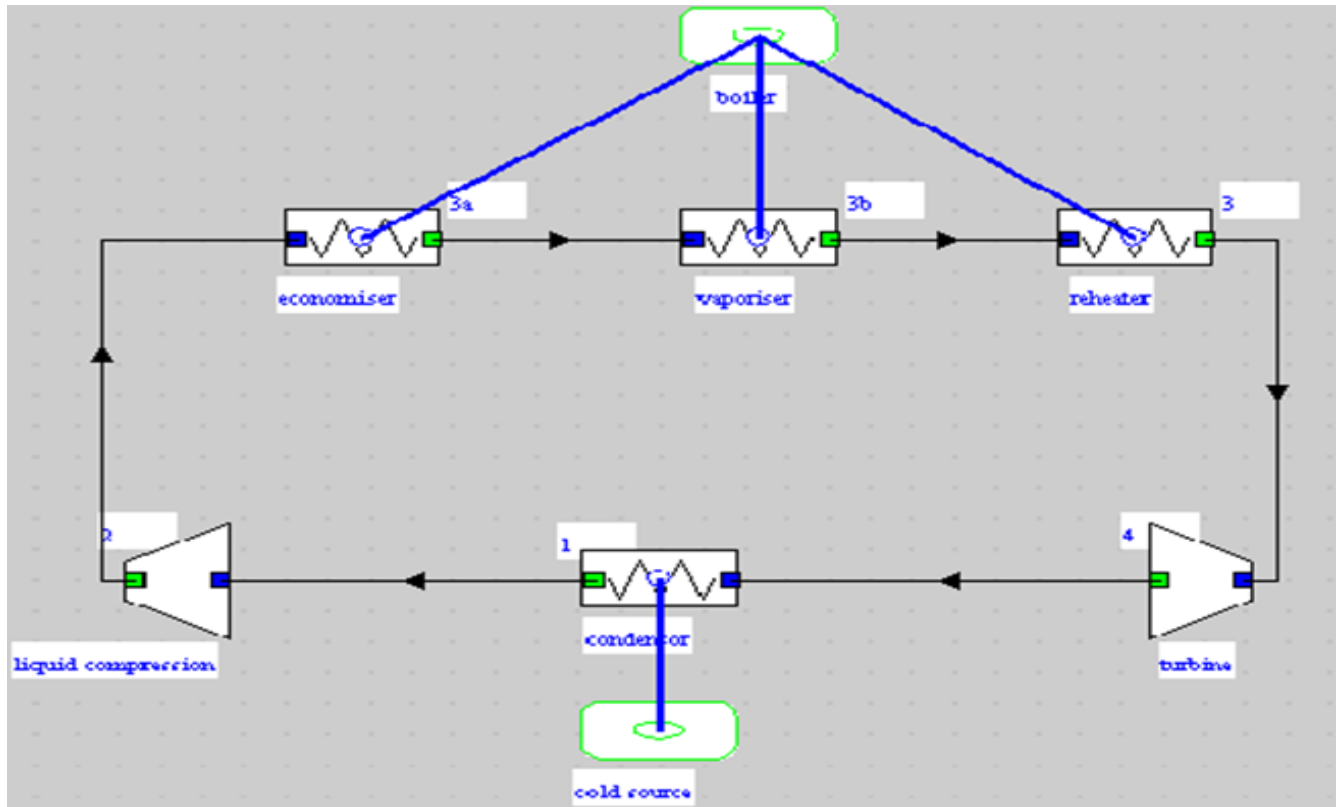 boiler
3a
3b
3
economiser
vaporiser
reheater
2
1
4
condensor
liquid compression
turbine
cold source